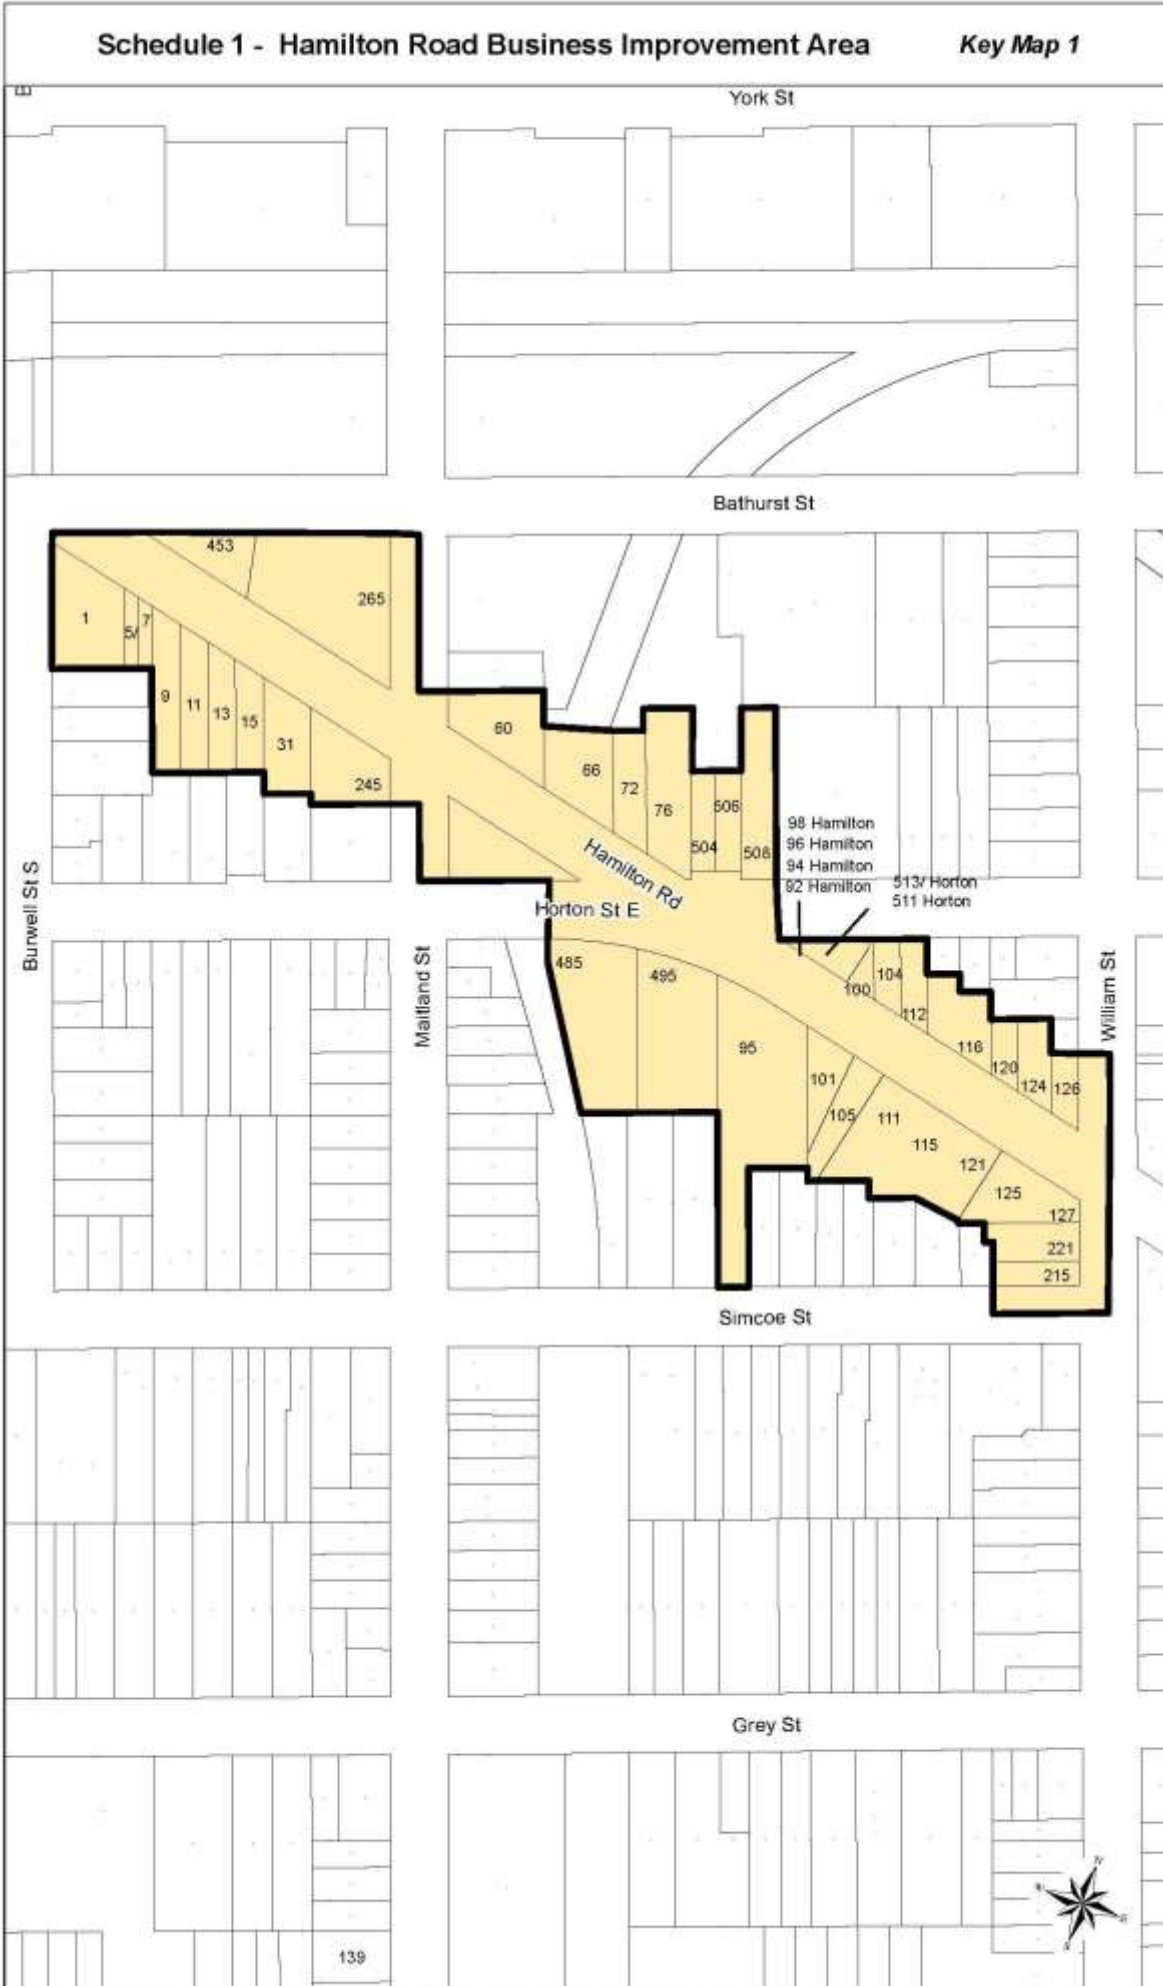 Schedule 1 - Hamilton Road Business Improvement Area
Key Map 1
York St
Bathurst St
453
265
1
5/
7
9
11
13
15
31
245
60
66
72
76
504
506
508
98 Hamilton
96 Hamilton
94 Hamilton
92 Hamilton
513/ Horton
511 Horton
Hamilton Rd
Horton St E
Burwell St S
Maitland St
William St
485
495
95
100
104
112
116
120
124
126
101
105
111
115
121
125
127
221
215
Simcoe St
Grey St
139
N